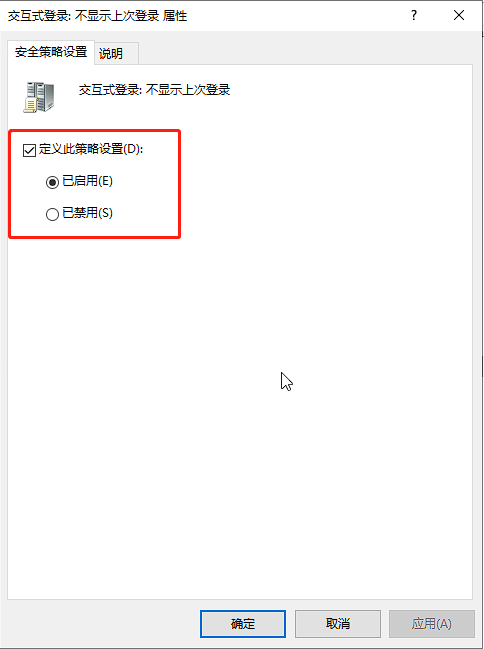 交互式登录: 不显示上次登录 属性
?
安全策略设置
说明
交互式登录: 不显示上次登录
定义此策略设置(D):
已启用(E)
已禁用(S)
确定
取消
应用(A)